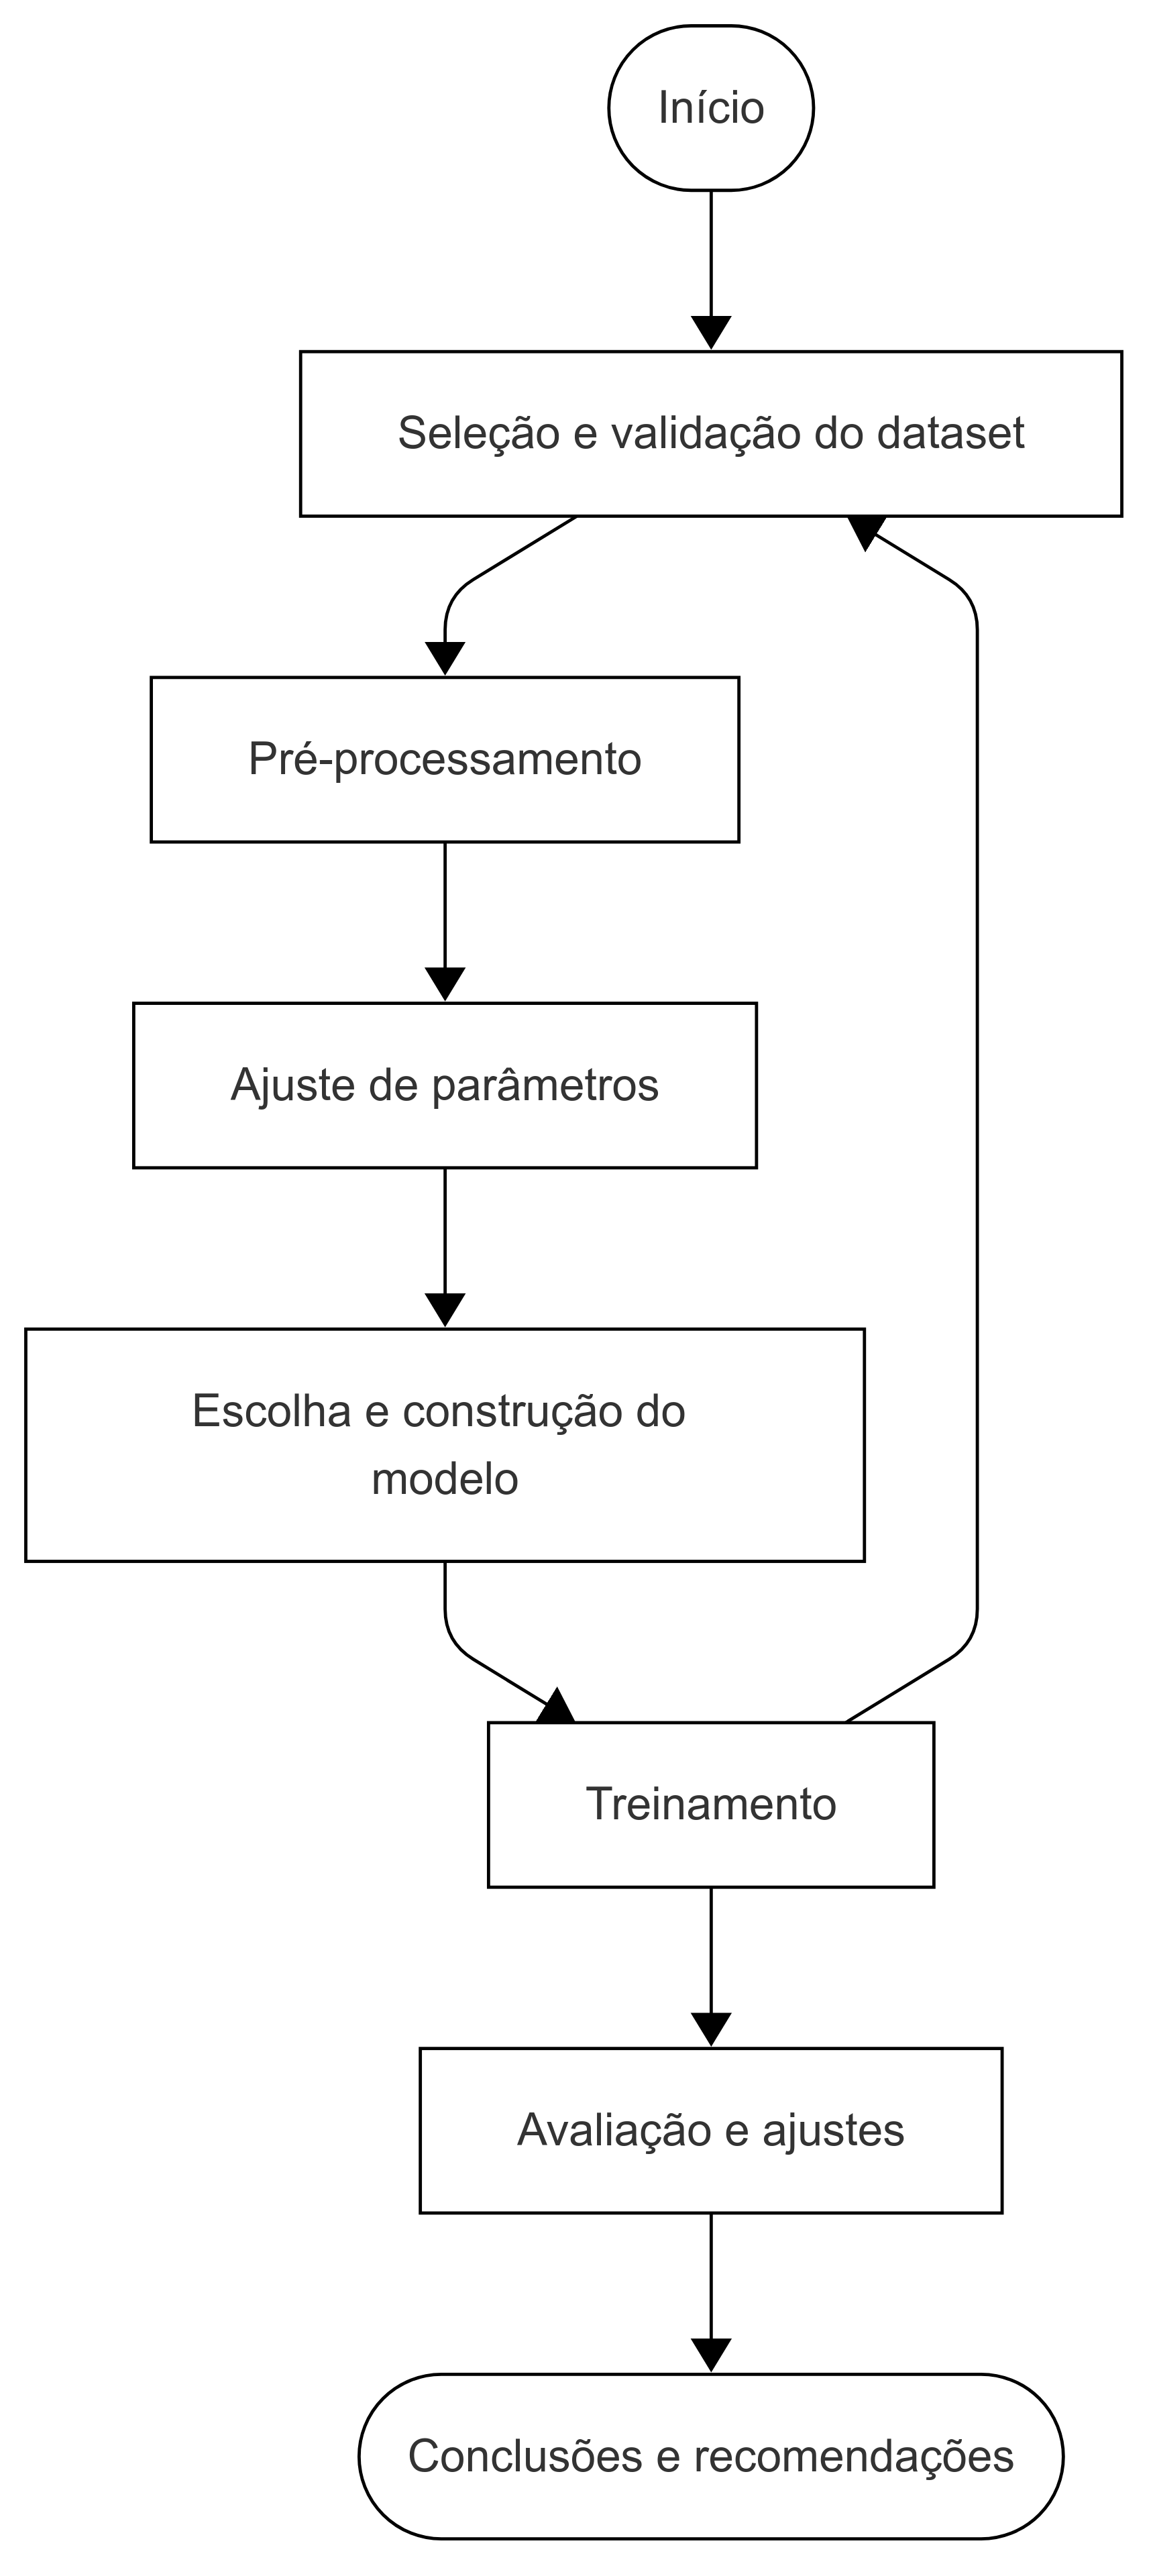 Início
Seleção e validação do dataset
Pré-processamento
Ajuste de parâmetros
Escolha e construção do
modelo
Treinamento
Avaliação e ajustes
Conclusões e recomendações